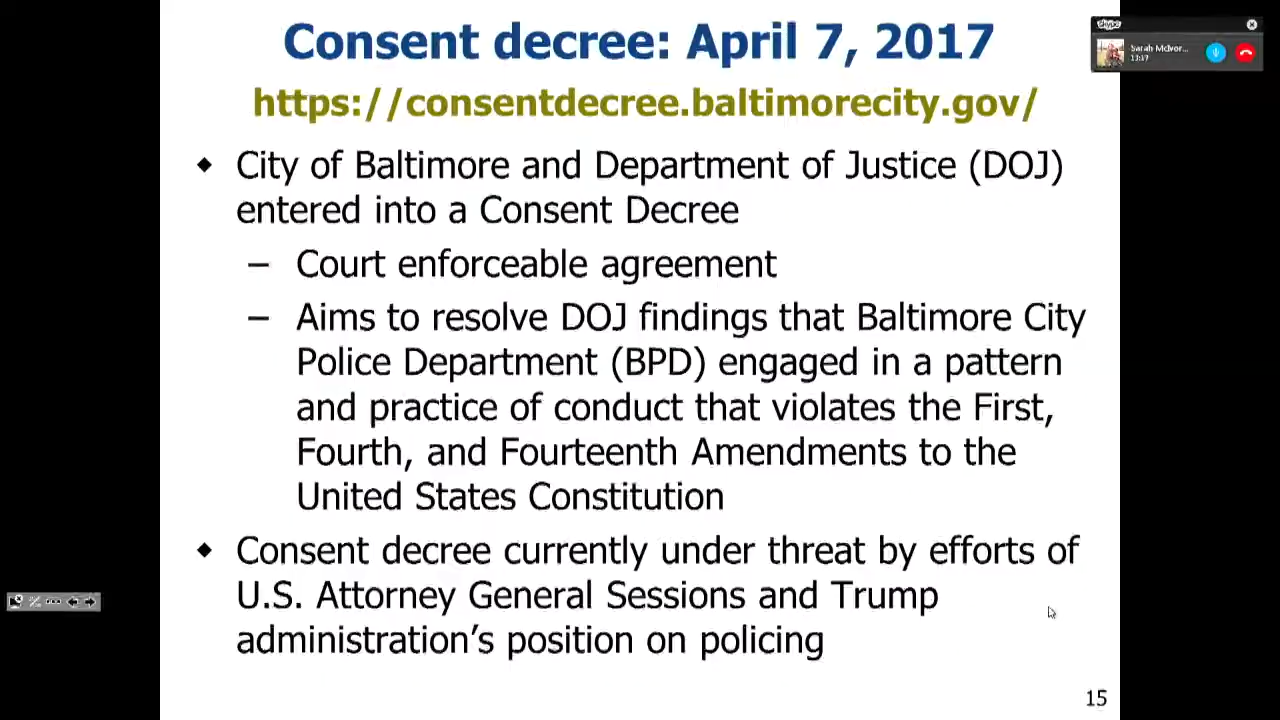 Consent decree: April 7, 2017
skype
Sarah McIvor...
https://consentdecree.baltimorecity.gov/
◆ City of Baltimore and Department of Justice (DOJ)
entered into a Consent Decree
– Court enforceable agreement
– Aims to resolve DOJ findings that Baltimore City
Police Department (BPD) engaged in a pattern
and practice of conduct that violates the First,
Fourth, and Fourteenth Amendments to the
United States Constitution
◆ Consent decree currently under threat by efforts of
U.S. Attorney General Sessions and Trump
administration’s position on policing
15